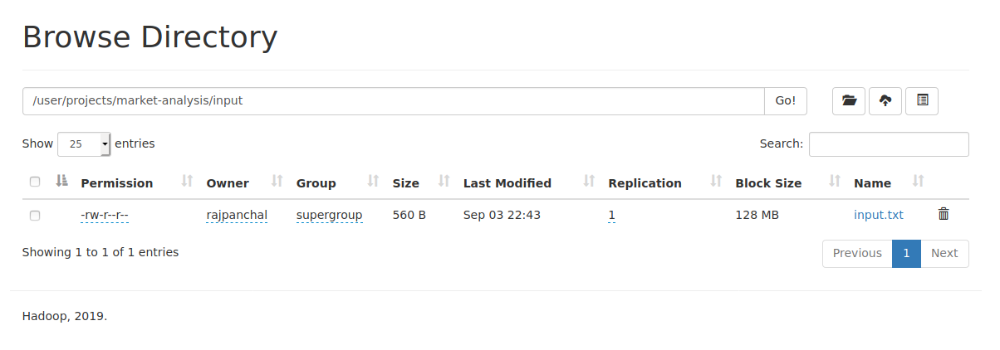 Browse Directory
/user/projects/market-analysis/input Go!
Show 25 entries Search:
Permission Owner Group Size Last Modified Replication Block Size Name
-rw-r--r-- rajpanchal supergroup 560 B Sep 03 22:43 1 128 MB input.txt
Showing 1 to 1 of 1 entries Previous 1 Next
Hadoop, 2019.